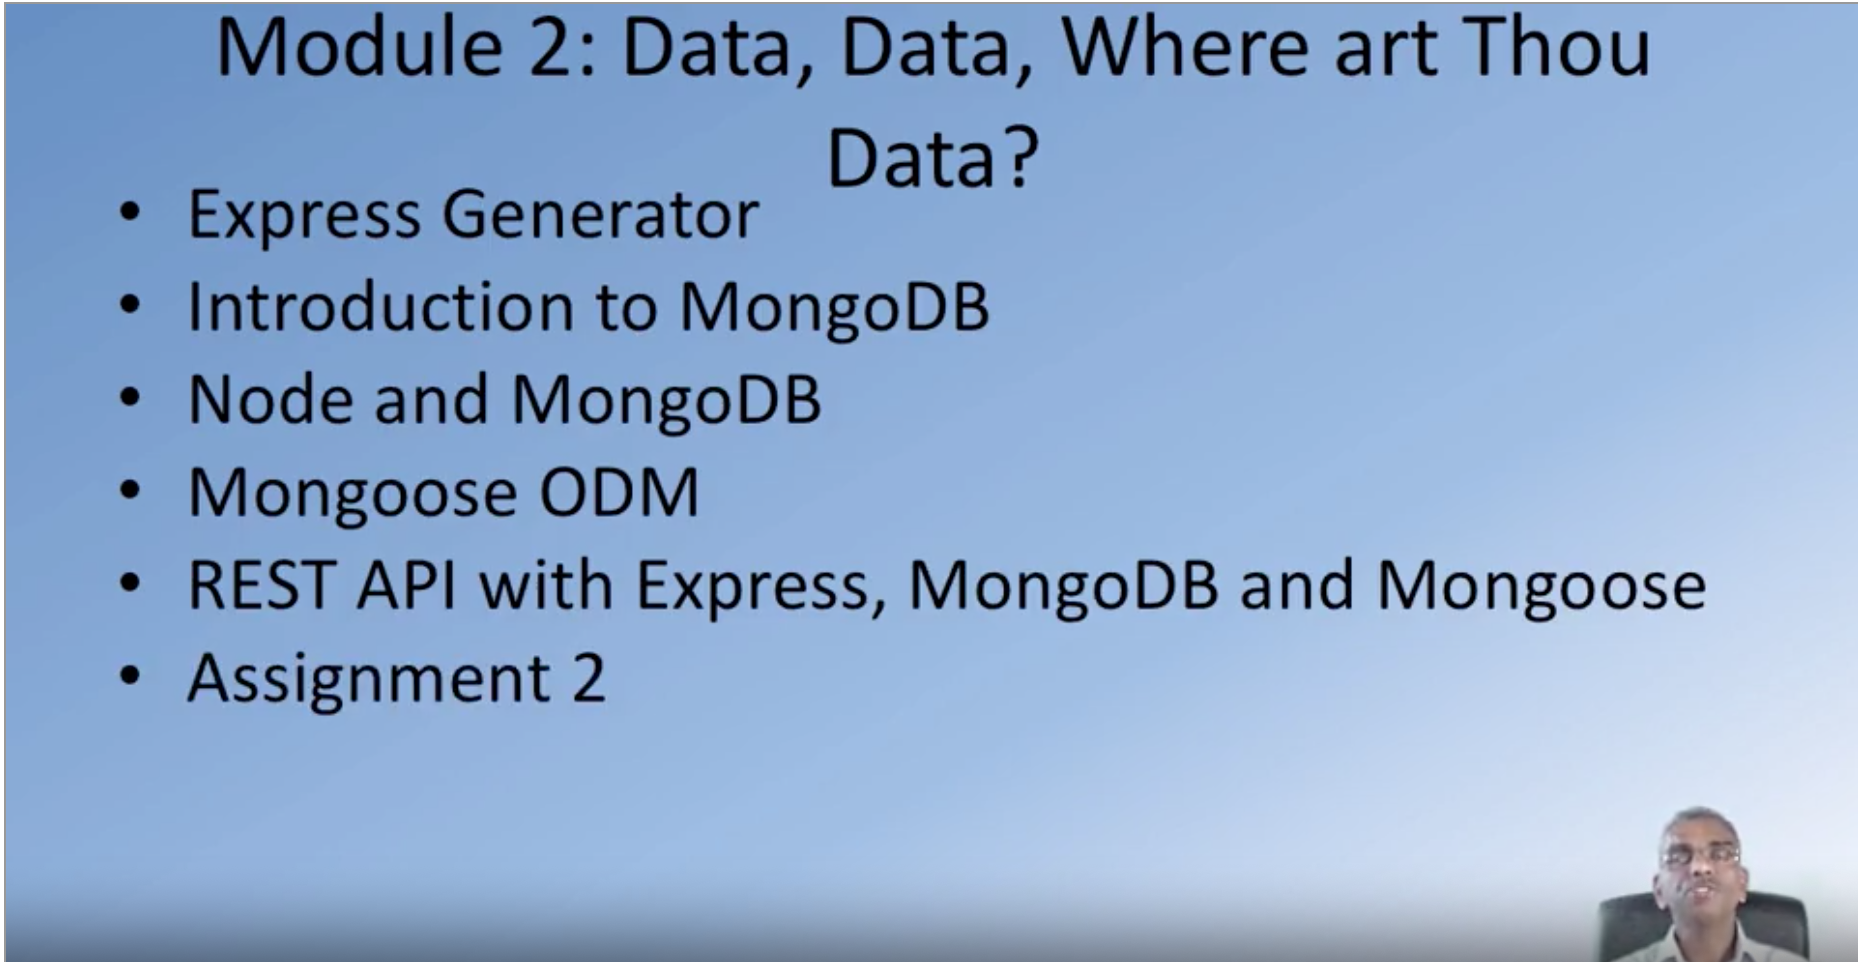 Module 2: Data, Data, Where art Thou
Data?
• Express Generator
• Introduction to MongoDB
• Node and MongoDB
• Mongoose ODM
• REST API with Express, MongoDB and Mongoose
• Assignment 2